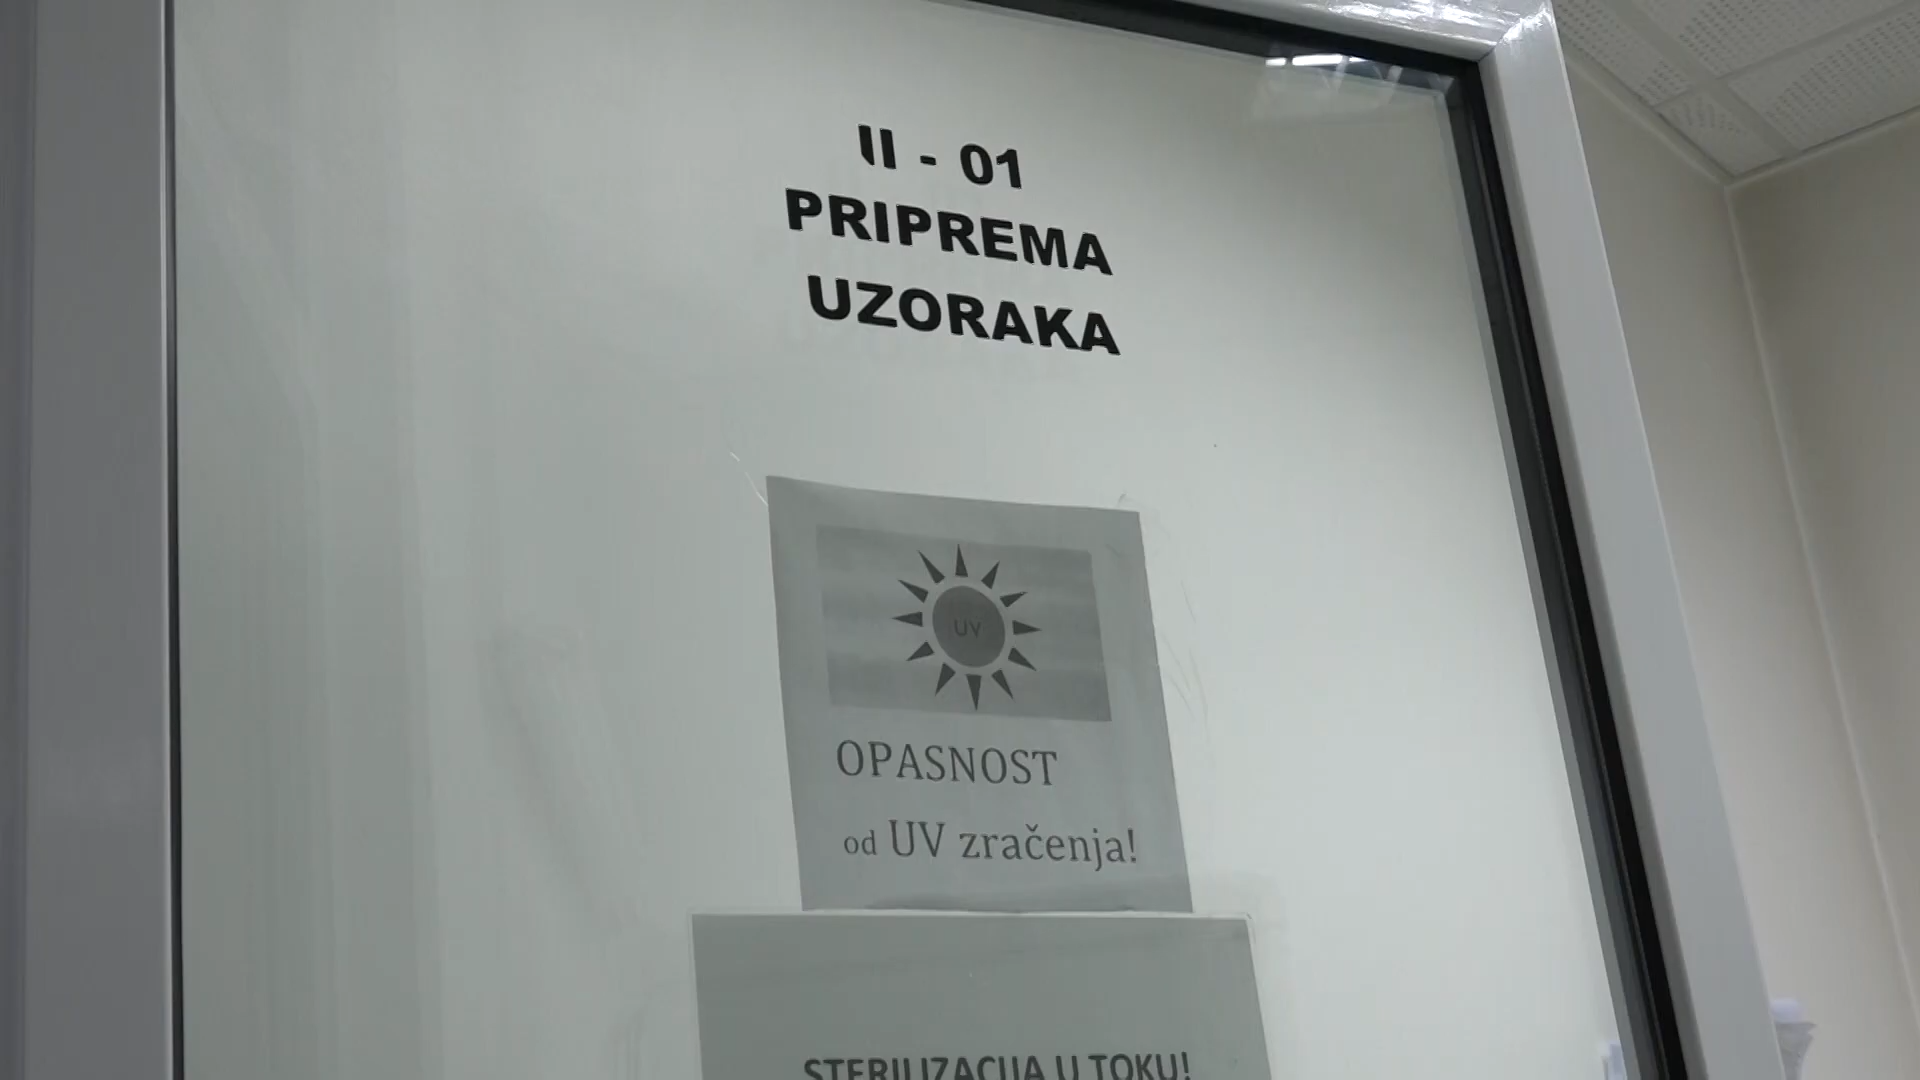 II - 01
PRIPREMA
UZORAKA
UV
OPASNOST
od UV zračenja!
STERILIZACIJA U TOKU!